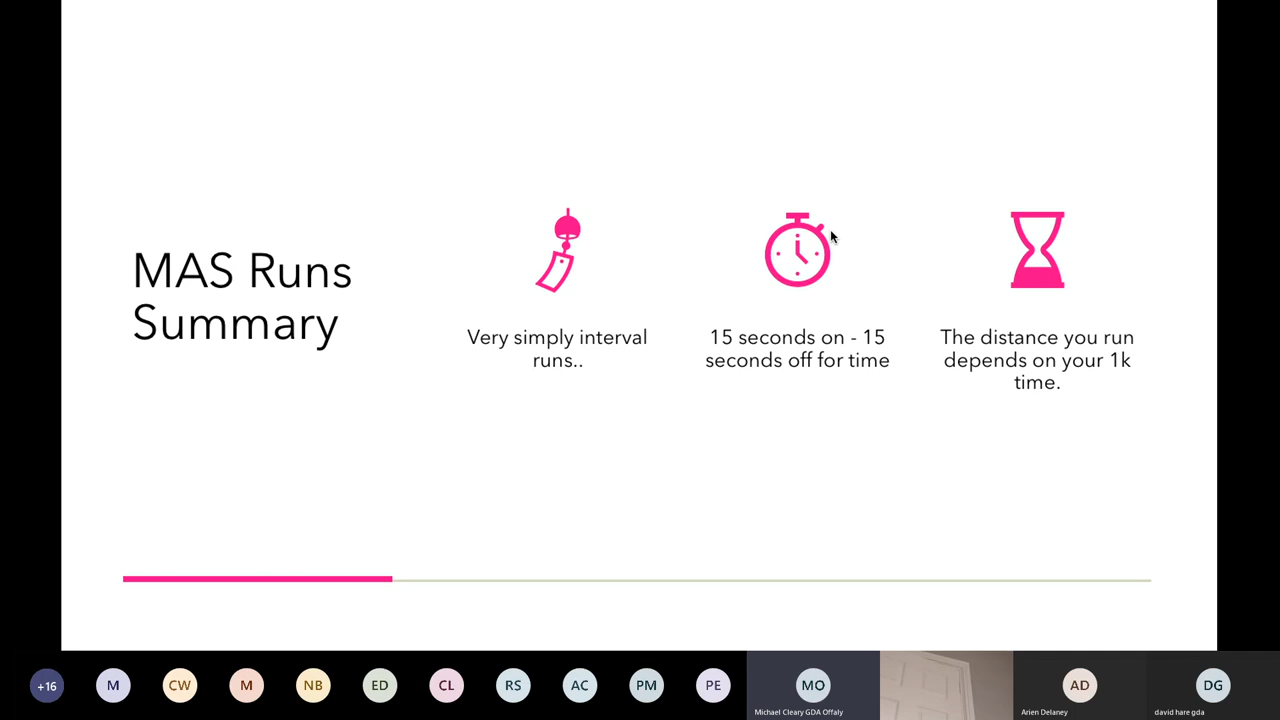 MAS Runs
Summary
Very simply interval
runs..
15 seconds on - 15
seconds off for time
The distance you run
depends on your 1k
time.
+16
M
CW
M
NB
ED
CL
RS
AC
PM
PE
MO
AD
DG
Michael Cleary GDA Offaly
Arien Delaney
david hare gda